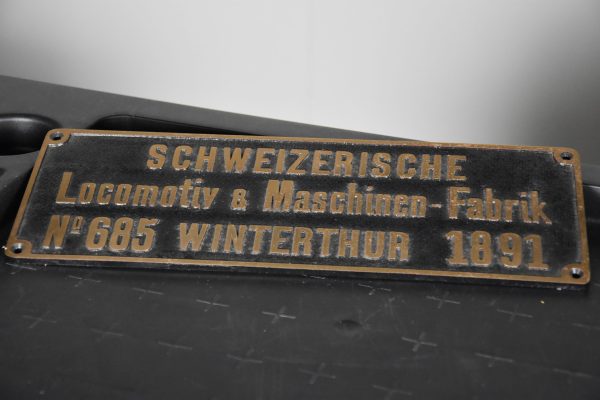 SCHWEIZERISCHE
Locomotiv & Maschinen-Fabrik
No 685 WINTERTHUR 1891